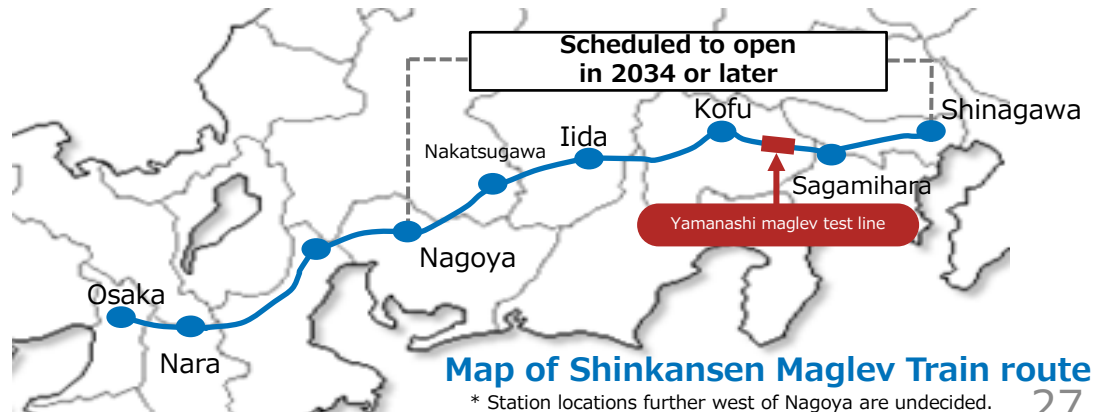 Scheduled to open
in 2034 or later
Kofu
Shinagawa
Iida
Nakatsugawa
Sagamihara
Yamanashi maglev test line
Nagoya
Osaka
Nara
Map of Shinkansen Maglev Train route
* Station locations further west of Nagoya are undecided.
27